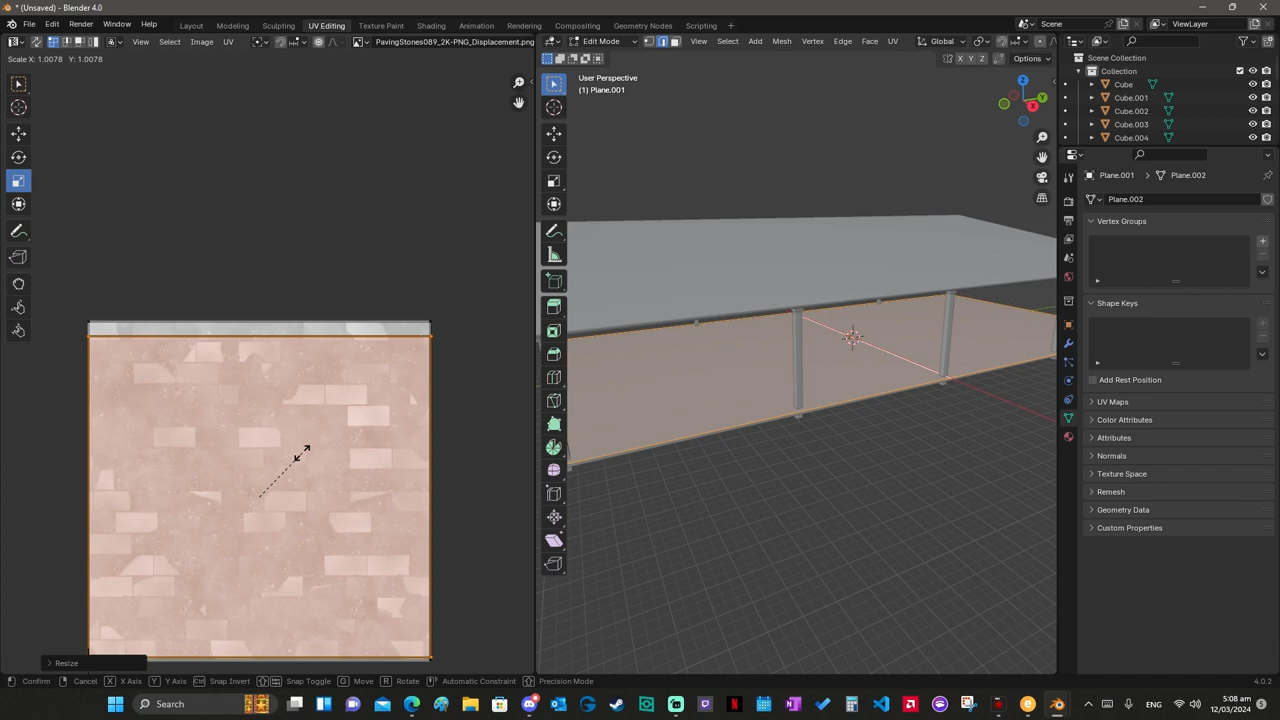 * (Unsaved) - Blender 4.0
File Edit Render Window Help Layout Modeling Sculpting UV Editing Texture Paint Shading Animation Rendering Compositing Geometry Nodes Scripting + Scene ViewLayer
View Select Image UV PavingStones089_2K-PNG_Displacement.png Edit Mode View Select Add Mesh Vertex Edge Face UV Global
Scale X: 1.0078 Y: 1.0078
X Y Z Options
User Perspective
(1) Plane.001
Z
Y
X
Scene Collection
Collection
Cube
Cube.001
Cube.002
Cube.003
Cube.004
Plane.001 > Plane.002
Plane.002
Vertex Groups
Shape Keys
Add Rest Position
UV Maps
Color Attributes
Attributes
Normals
Texture Space
Remesh
Geometry Data
Custom Properties
> Resize
Confirm Cancel X X Axis Y Y Axis Ctrl Snap Invert Snap Toggle G Move R Rotate Automatic Constraint Precision Mode 4.0.2
Search ENG 5:08 am
12/03/2024